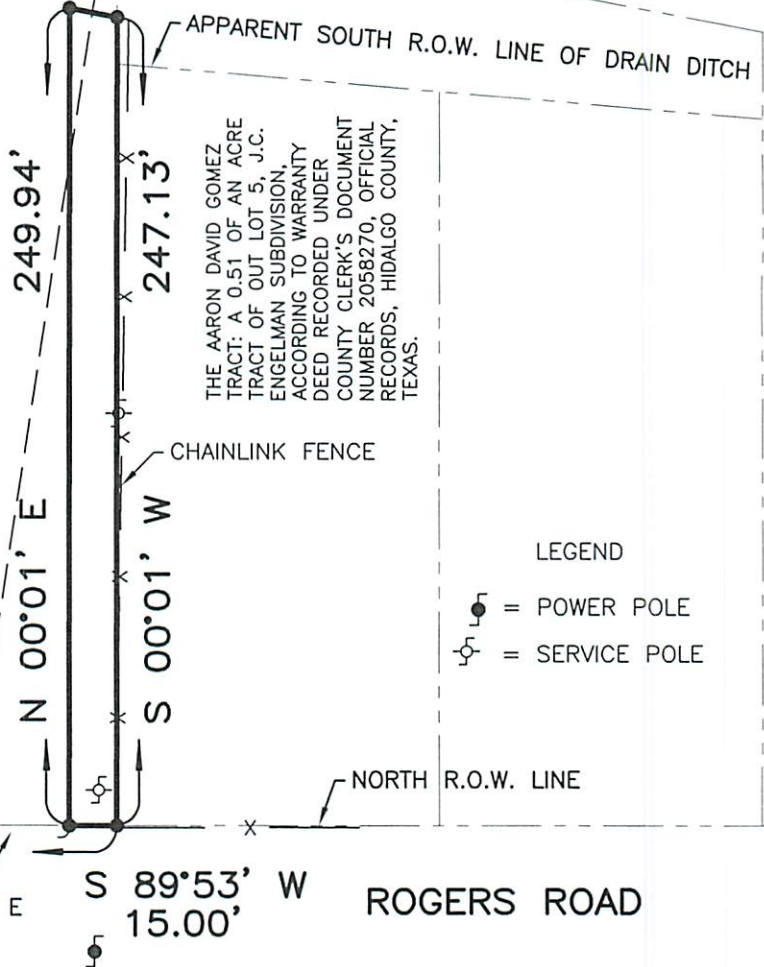 APPARENT SOUTH R.O.W. LINE OF DRAIN DITCH
249.94'
247.13'
THE AARON DAVID GOMEZ
TRACT: A 0.51 OF AN ACRE
TRACT OF OUT LOT 5, J.C.
ENGELMAN SUBDIVISION,
ACCORDING TO WARRANTY
DEED RECORDED UNDER
COUNTY CLERK'S DOCUMENT
NUMBER 2058270, OFFICIAL
RECORDS, HIDALGO COUNTY,
TEXAS.
CHAINLINK FENCE
N 00°01' E
S 00°01' W
LEGEND
= POWER POLE
= SERVICE POLE
NORTH R.O.W. LINE
E
S 89°53' W
15.00'
ROGERS ROAD